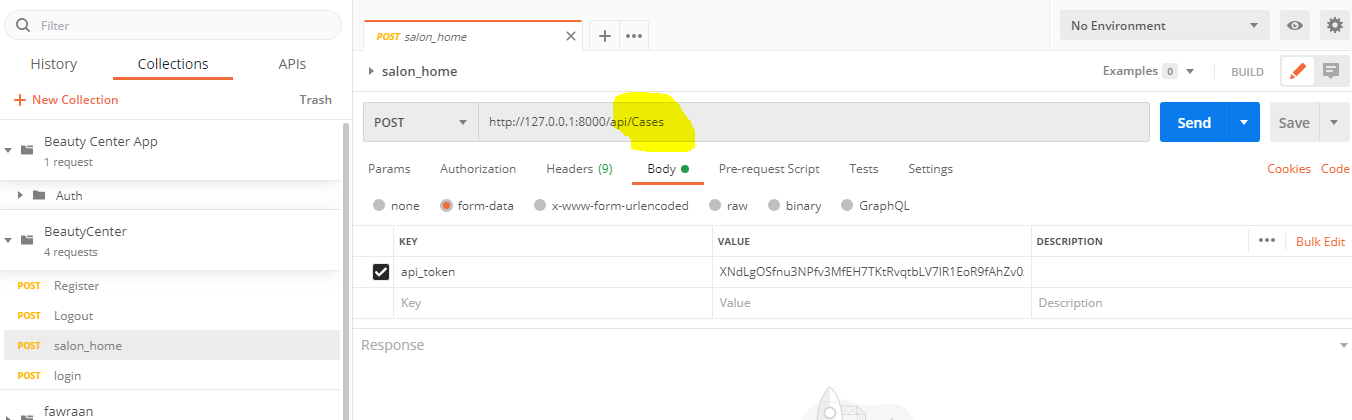 Filter
History Collections APIs
+ New Collection Trash
Beauty Center App
1 request
Auth
BeautyCenter
4 requests
POST Register
POST Logout
POST salon_home
POST login
fawraan
POST salon_home
No Environment
salon_home
Examples 0 BUILD
POST http://127.0.0.1:8000/api/Cases Send Save
Params Authorization Headers (9) Body Pre-request Script Tests Settings Cookies Code
none form-data x-www-form-urlencoded raw binary GraphQL
KEY VALUE DESCRIPTION Bulk Edit
api_token XNdLgOSfnu3NPfv3MfEH7TKtRvqtbLV7IR1EoR9fAhZv0
Key Value Description
Response